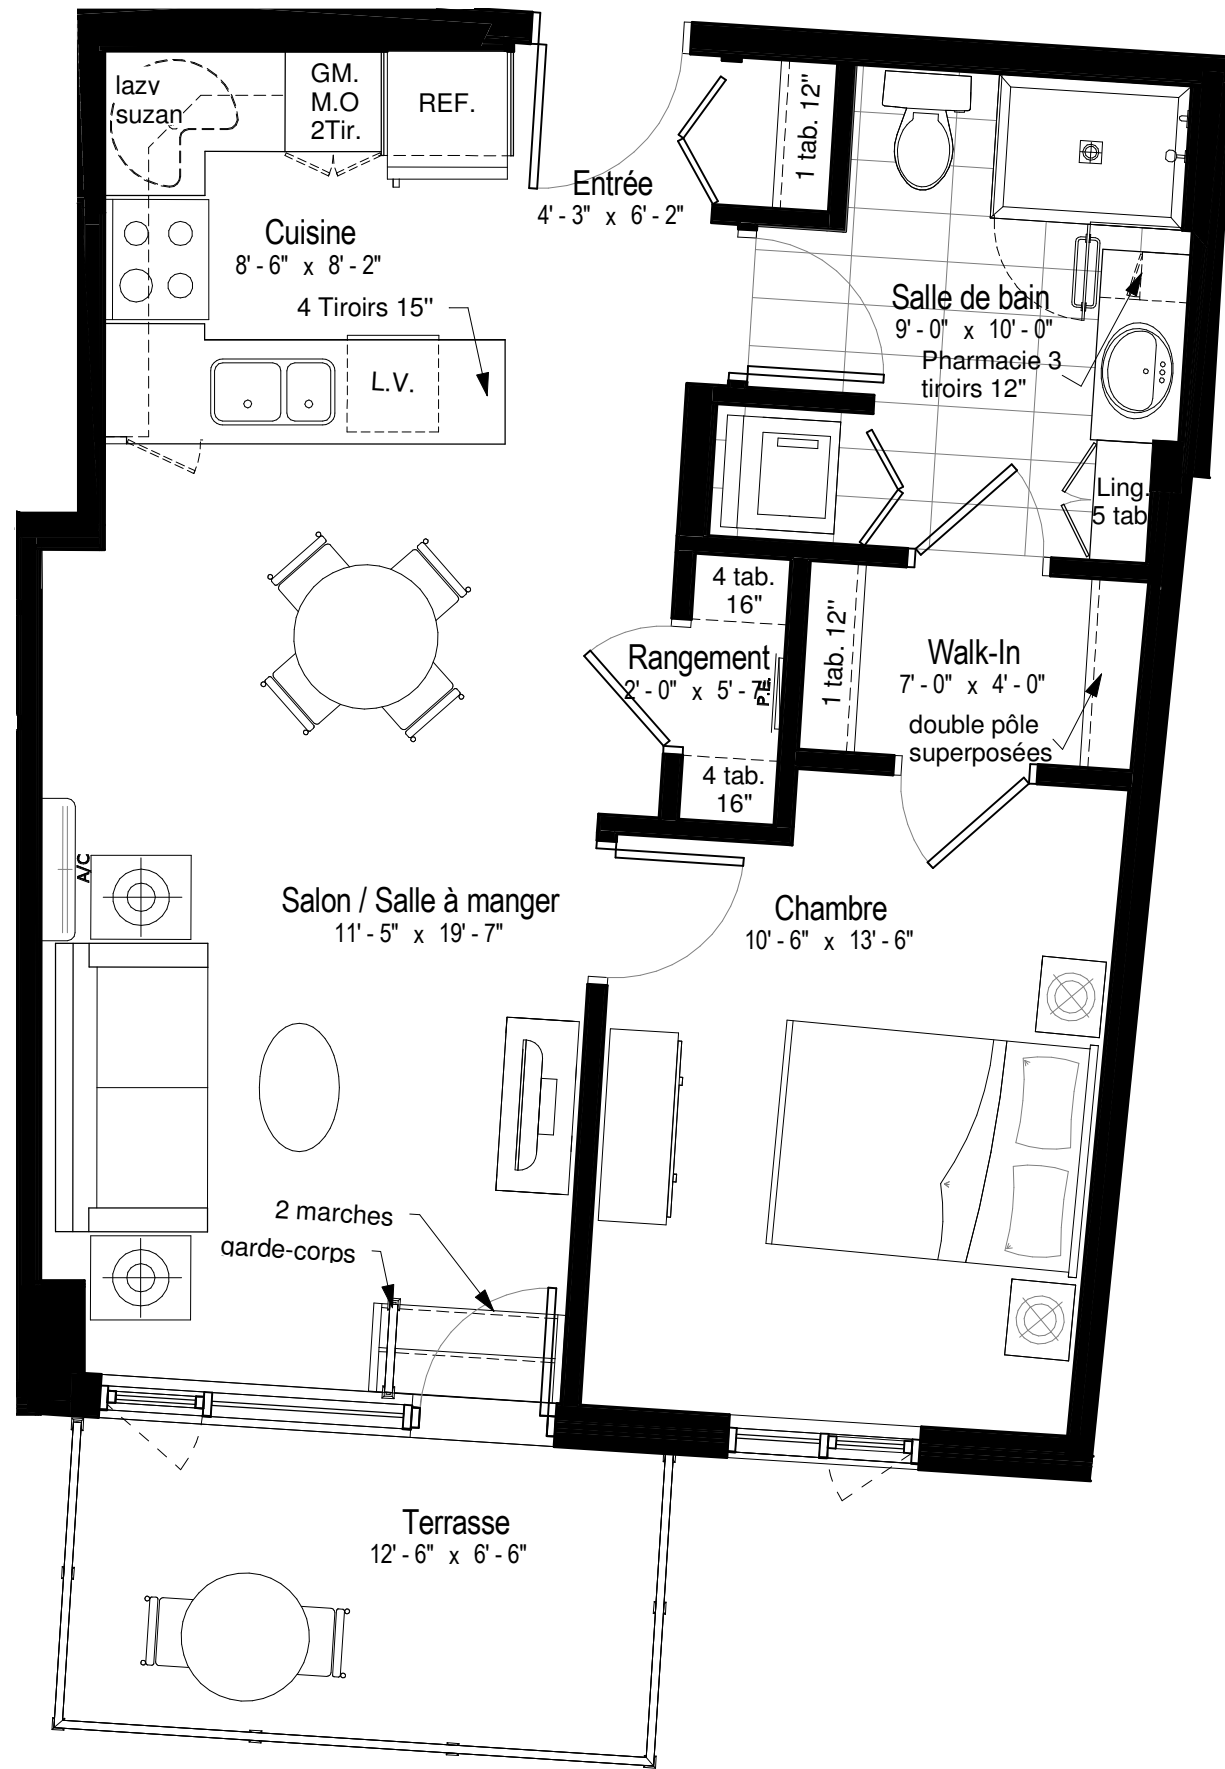 lazy
suzan
GM.
M.O
2Tir.
REF.
1 tab. 12"
Entrée
4' - 3" x 6' - 2"
Cuisine
8' - 6" x 8' - 2"
4 Tiroirs 15"
L.V.
Salle de bain
9' - 0" x 10' - 0"
Pharmacie 3
tiroirs 12"
Ling.
5 tab
4 tab.
16"
1 tab. 12"
Rangement
2' - 0" x 5' - 7"
P.E.
Walk-In
7' - 0" x 4' - 0"
double pôle
superposées
4 tab.
16"
A/C
Salon / Salle à manger
11' - 5" x 19' - 7"
Chambre
10' - 6" x 13' - 6"
2 marches
garde-corps
Terrasse
12' - 6" x 6' - 6"